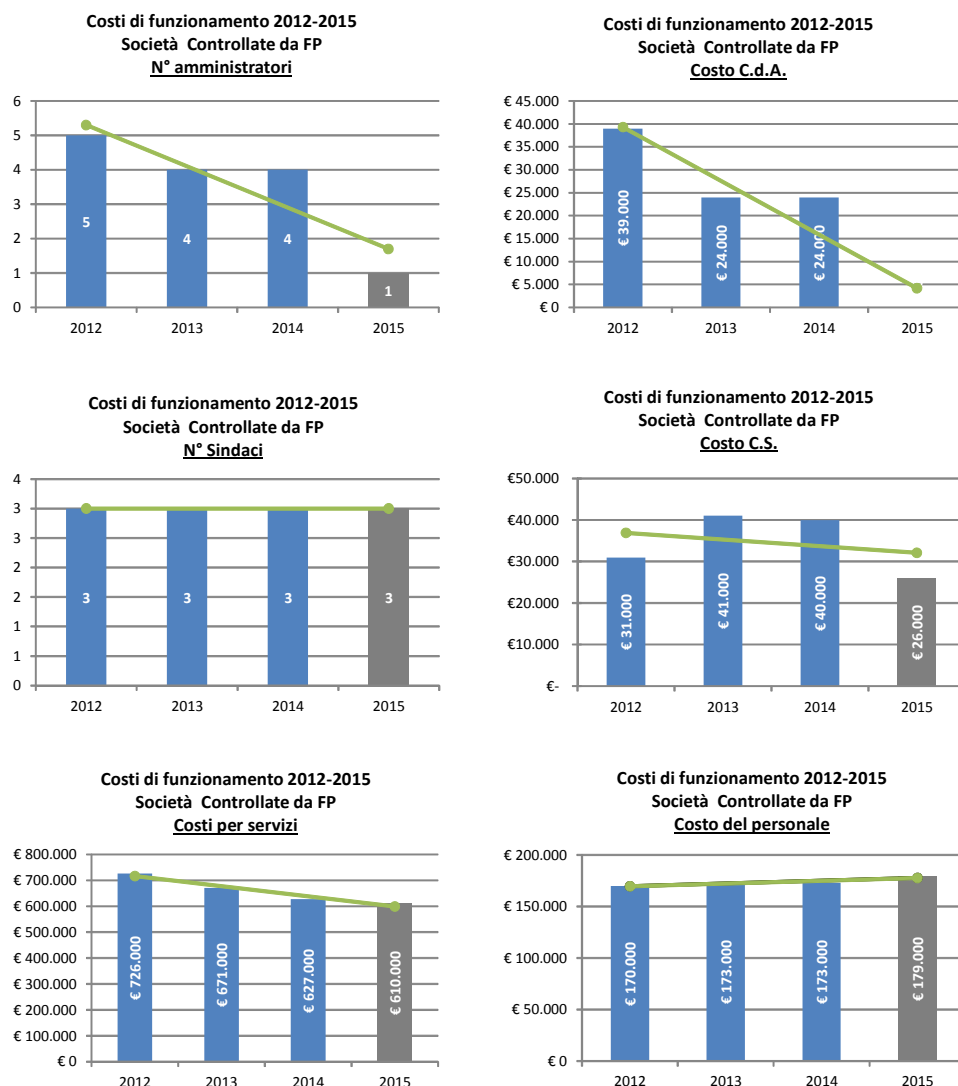 Costi di funzionamento 2012-2015
Società Controllate da FP
N° amministratori
6
5
4
3
2
1
0
5
4
4
1
2012 2013 2014 2015
Costi di funzionamento 2012-2015
Società Controllate da FP
Costo C.d.A.
€ 45.000
€ 40.000
€ 35.000
€ 30.000
€ 25.000
€ 20.000
€ 15.000
€ 10.000
€ 5.000
€ 0
€ 39.000
€ 24.000
€ 24.000
2012 2013 2014 2015
Costi di funzionamento 2012-2015
Società Controllate da FP
N° Sindaci
4
3
3
2
2
1
1
0
3
3
3
3
2012 2013 2014 2015
Costi di funzionamento 2012-2015
Società Controllate da FP
Costo C.S.
€50.000
€40.000
€30.000
€20.000
€10.000
€-
€ 31.000
€ 41.000
€ 40.000
€ 26.000
2012 2013 2014 2015
Costi di funzionamento 2012-2015
Società Controllate da FP
Costi per servizi
€ 800.000
€ 700.000
€ 600.000
€ 500.000
€ 400.000
€ 300.000
€ 200.000
€ 100.000
€ 0
€ 726.000
€ 671.000
€ 627.000
€ 610.000
2012 2013 2014 2015
Costi di funzionamento 2012-2015
Società Controllate da FP
Costo del personale
€ 200.000
€ 150.000
€ 100.000
€ 50.000
€ 0
€ 170.000
€ 173.000
€ 173.000
€ 179.000
2012 2013 2014 2015